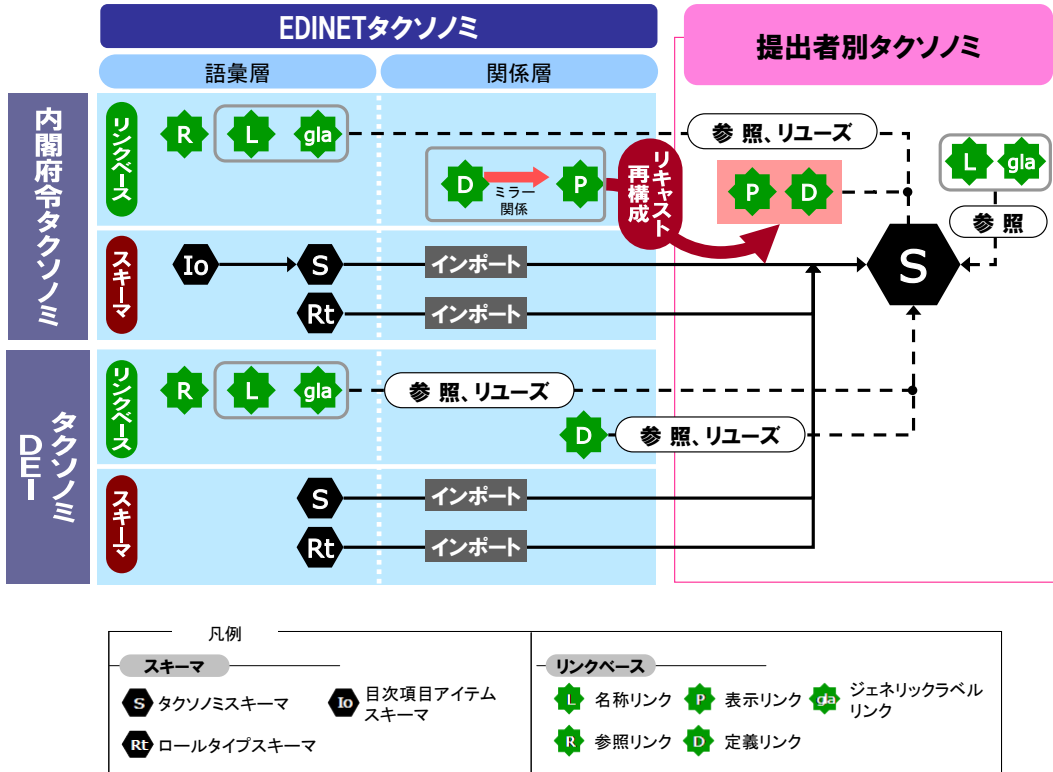 EDINETタクソノミ
提出者別タクソノミ
語彙層
関係層
内閣府令タクソノミ
リンクベース
R
L
gla
参照、リユーズ
L
gla
D
ミラー
関係
P
リキャスト
再構成
P
D
参照
スキーマ
Io
S
インポート
S
Rt
インポート
DEI
タクソノミ
リンクベース
R
L
gla
参照、リユーズ
D
参照、リユーズ
スキーマ
S
インポート
Rt
インポート
凡例
スキーマ
S タクソノミスキーマ
Io 目次項目アイテム
スキーマ
Rt ロールタイプスキーマ
リンクベース
L 名称リンク
P 表示リンク
gla ジェネリックラベル
リンク
R 参照リンク
D 定義リンク